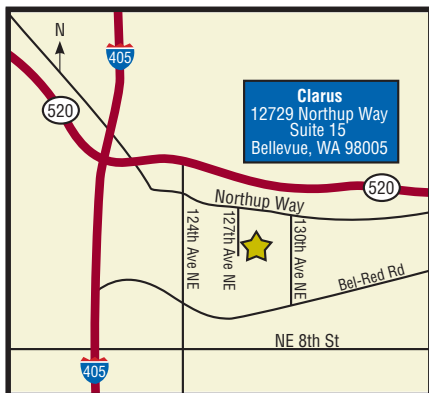 N
405
520
Clarus
12729 Northup Way
Suite 15
Bellevue, WA 98005
520
Northup Way
124th Ave NE
127th Ave NE
130th Ave NE
Bel-Red Rd
NE 8th St
405